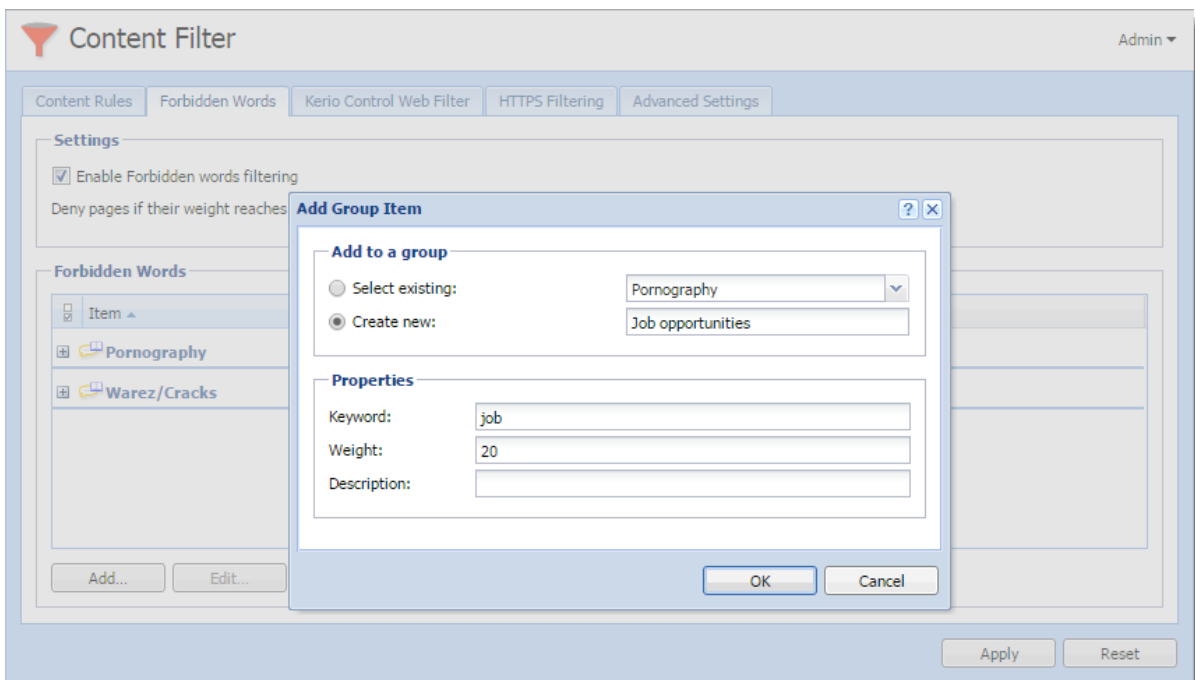 Content Filter
Admin
Content Rules Forbidden Words Kerio Control Web Filter HTTPS Filtering Advanced Settings
Settings
Enable Forbidden words filtering
Deny pages if their weight reaches
Add Group Item
Add to a group
Select existing: Pornography
Create new: Job opportunities
Properties
Keyword: job
Weight: 20
Description:
OK Cancel
Forbidden Words
Item
Pornography
Warez/Cracks
Add... Edit...
Apply Reset